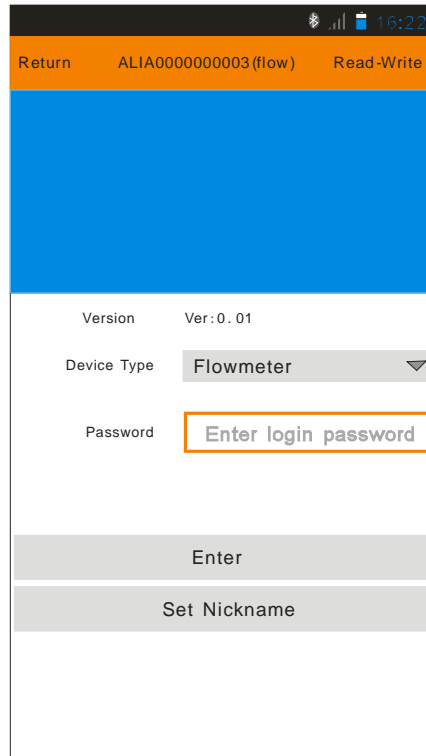 16:22
Return ALIA0000000003(flow) Read-Write
Version Ver:0.01
Device Type Flowmeter
Password Enter login password
Enter
Set Nickname